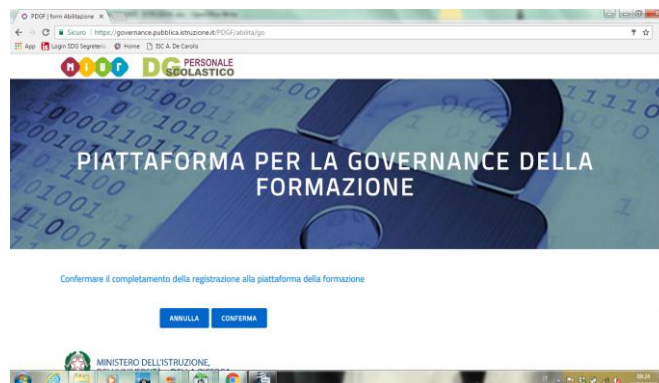 PDGF | form Abilitazione
Sicuro | https://governance.pubblica.istruzione.it/PDGF/abilita/go
App Login SDG Segreteria Home ISC A. De Carolis
MIUR DG PERSONALE SCOLASTICO
PIATTAFORMA PER LA GOVERNANCE DELLA
FORMAZIONE
Confermare il completamento della registrazione alla piattaforma della formazione
ANNULLA CONFERMA
MINISTERO DELL'ISTRUZIONE,